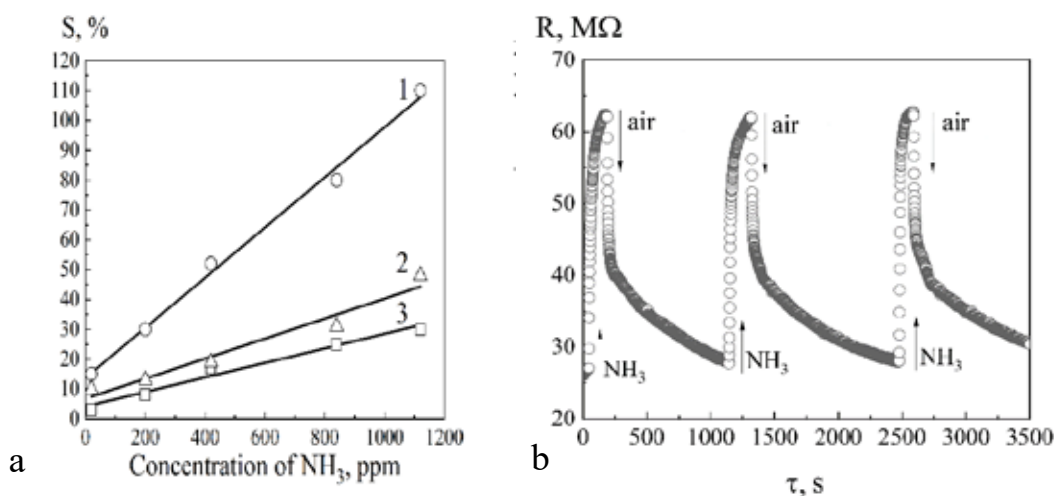 S, %
120
110
100
90
80
70
60
50
40
30
20
10
0
0 200 400 600 800 1000 1200
1
2
3
Concentration of NH₃, ppm
a
R, MΩ
70
60
50
40
30
20
0 500 1000 1500 2000 2500 3000 3500
air
air
air
NH₃
NH₃
NH₃
τ, s
b